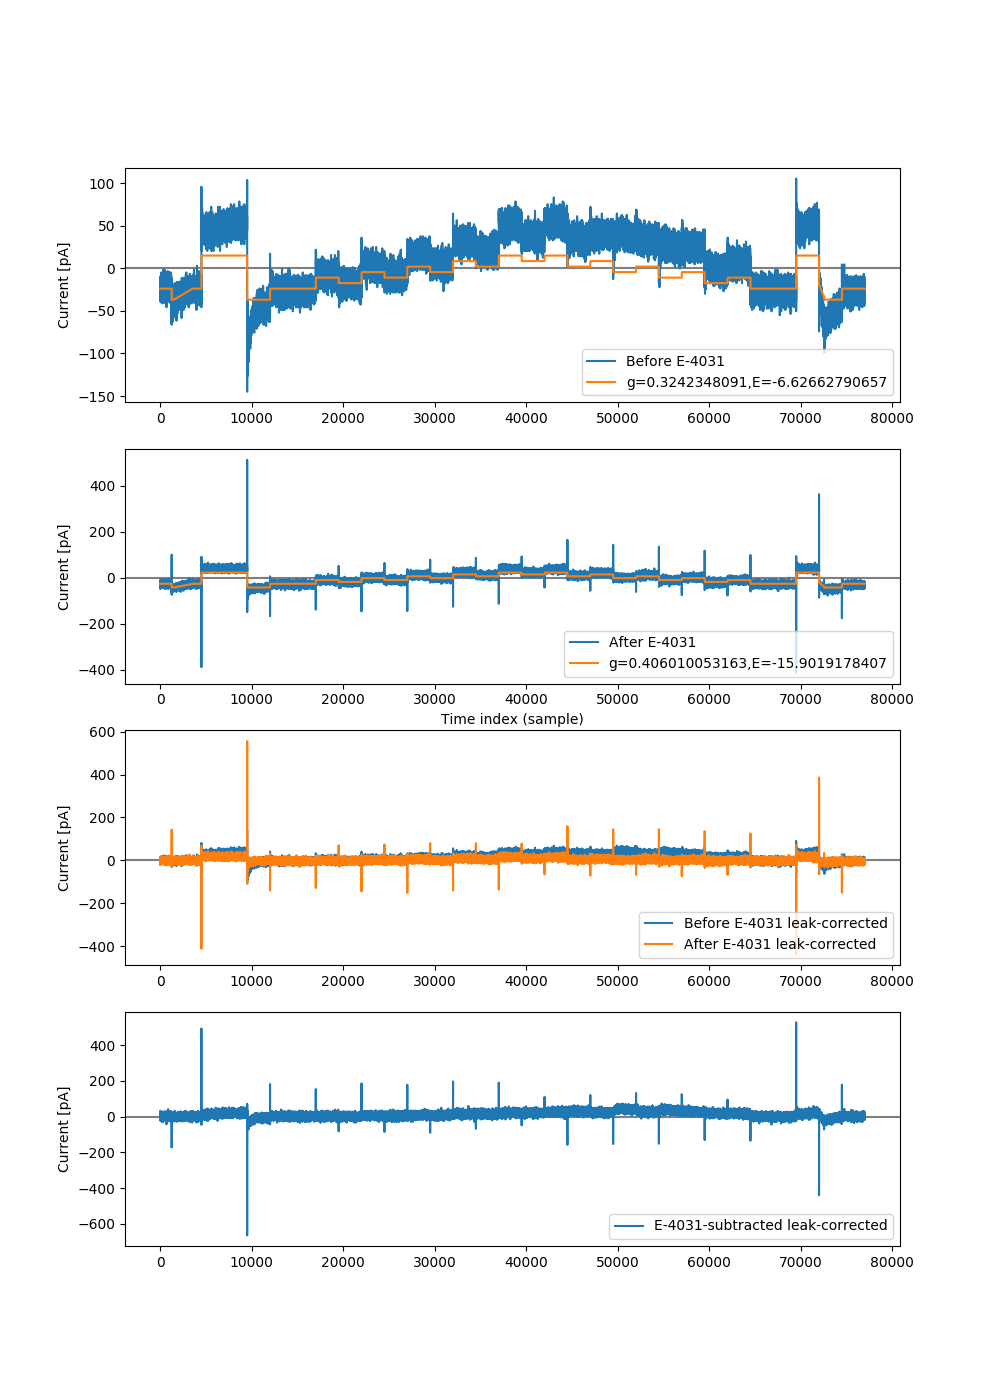 100
50
0
−50
−100
−150
Current [pA]
Before E-4031
g=0.3242348091,E=-6.62662790657
0 10000 20000 30000 40000 50000 60000 70000 80000
400
200
0
−200
−400
Current [pA]
After E-4031
g=0.406010053163,E=-15.9019178407
0 10000 20000 30000 40000 50000 60000 70000 80000
Time index (sample)
600
400
200
0
−200
−400
Current [pA]
Before E-4031 leak-corrected
After E-4031 leak-corrected
0 10000 20000 30000 40000 50000 60000 70000 80000
400
200
0
−200
−400
−600
Current [pA]
E-4031-subtracted leak-corrected
0 10000 20000 30000 40000 50000 60000 70000 80000